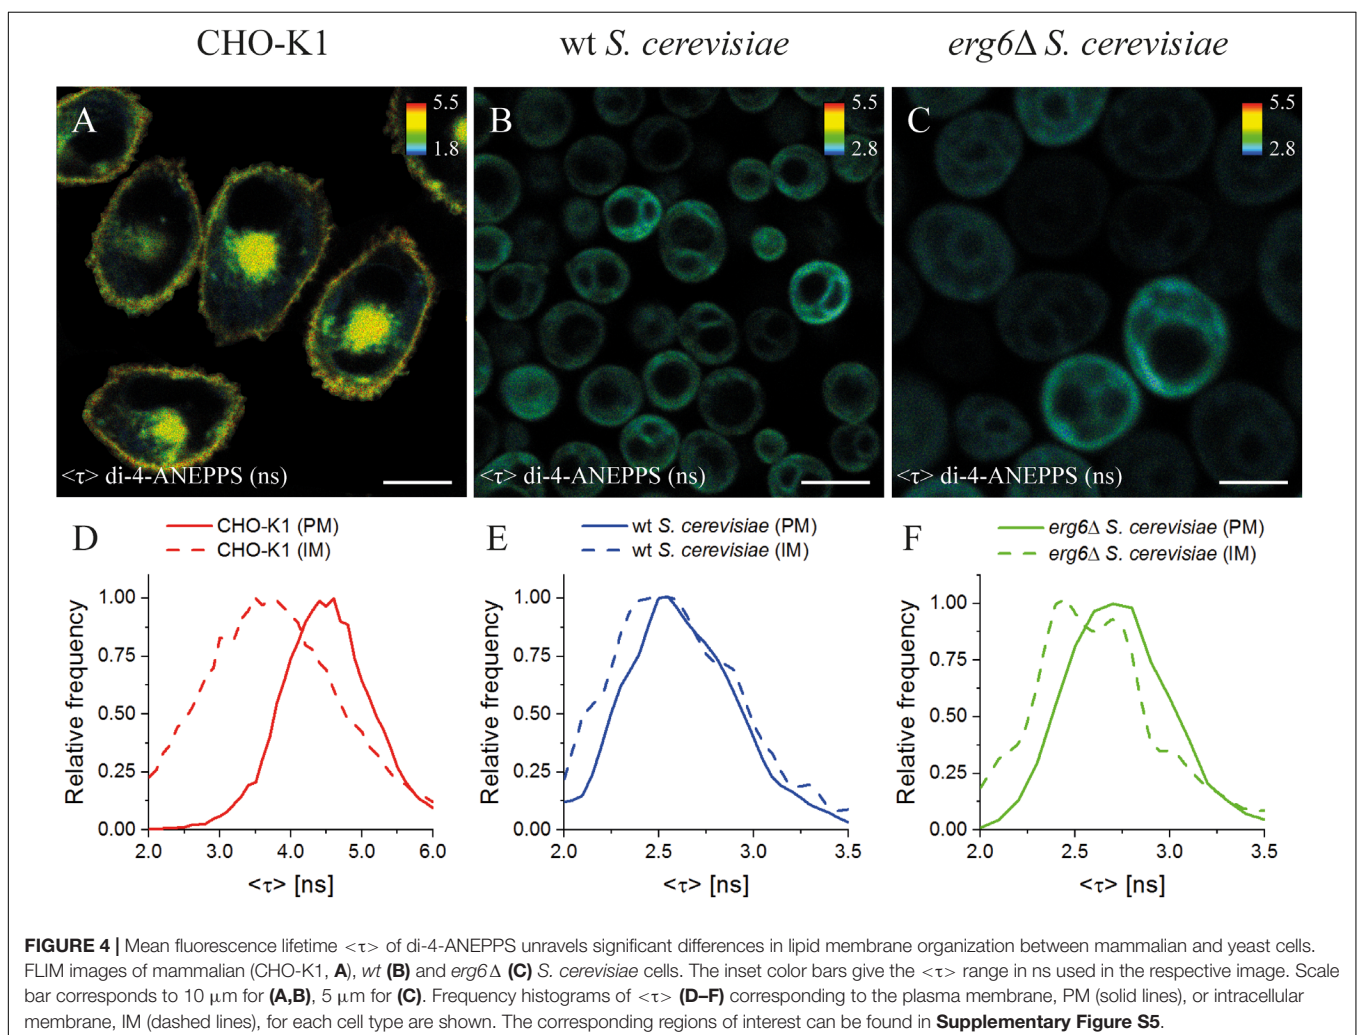 CHO-K1
wt S. cerevisiae
erg6Δ S. cerevisiae
A
5.5
1.8
<τ> di-4-ANEPPS (ns)
B
5.5
2.8
<τ> di-4-ANEPPS (ns)
C
5.5
2.8
<τ> di-4-ANEPPS (ns)
D
CHO-K1 (PM)
CHO-K1 (IM)
Relative frequency
1.00
0.75
0.50
0.25
0.00
2.0 3.0 4.0 5.0 6.0
<τ> [ns]
E
wt S. cerevisiae (PM)
wt S. cerevisiae (IM)
Relative frequency
1.00
0.75
0.50
0.25
0.00
2.0 2.5 3.0 3.5
<τ> [ns]
F
erg6Δ S. cerevisiae (PM)
erg6Δ S. cerevisiae (IM)
Relative frequency
1.00
0.75
0.50
0.25
0.00
2.0 2.5 3.0 3.5
<τ> [ns]
FIGURE 4 | Mean fluorescence lifetime <τ> of di-4-ANEPPS unravels significant differences in lipid membrane organization between mammalian and yeast cells.
FLIM images of mammalian (CHO-K1, A), wt (B) and erg6Δ (C) S. cerevisiae cells. The inset color bars give the <τ> range in ns used in the respective image. Scale
bar corresponds to 10 μm for (A,B), 5 μm for (C). Frequency histograms of <τ> (D–F) corresponding to the plasma membrane, PM (solid lines), or intracellular
membrane, IM (dashed lines), for each cell type are shown. The corresponding regions of interest can be found in Supplementary Figure S5.